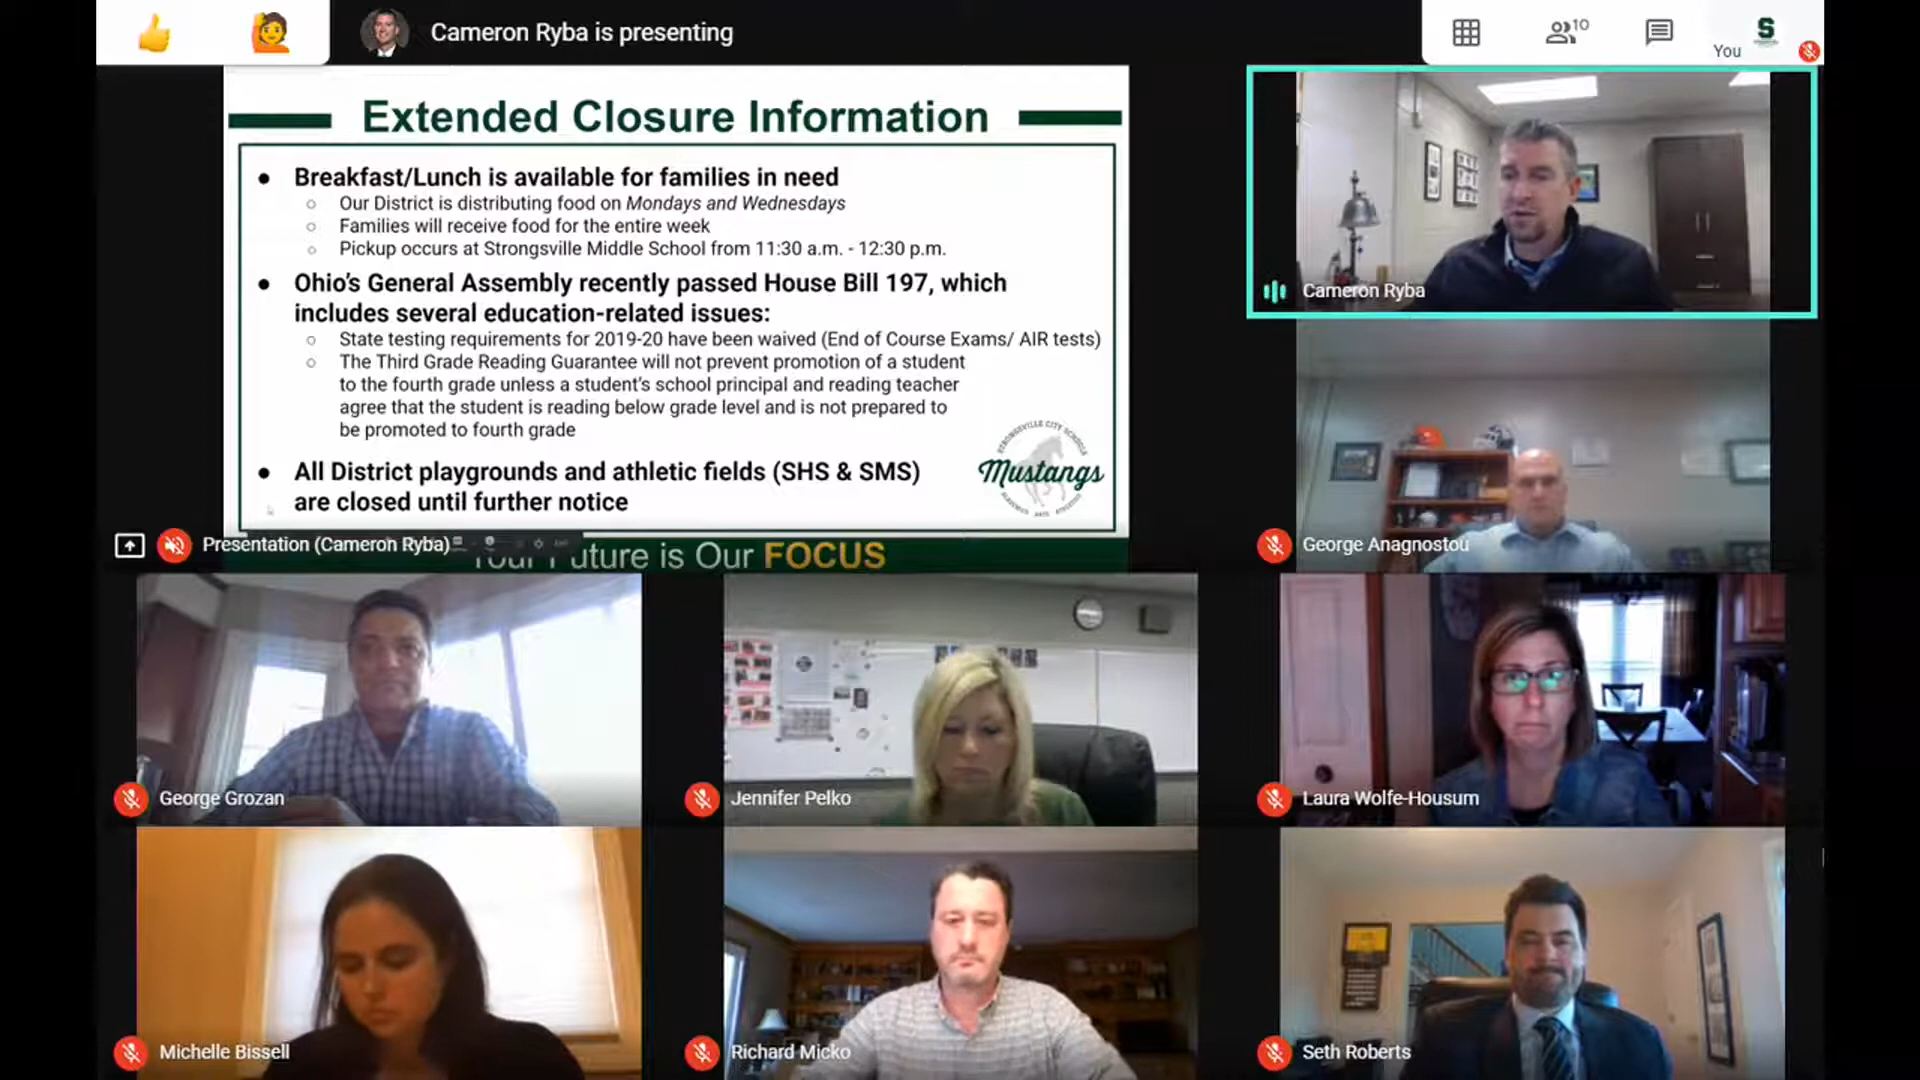 Cameron Ryba is presenting
10
You
S
Extended Closure Information
● Breakfast/Lunch is available for families in need
○ Our District is distributing food on Mondays and Wednesdays
○ Families will receive food for the entire week
○ Pickup occurs at Strongsville Middle School from 11:30 a.m. - 12:30 p.m.
● Ohio's General Assembly recently passed House Bill 197, which
includes several education-related issues:
○ State testing requirements for 2019-20 have been waived (End of Course Exams/ AIR tests)
○ The Third Grade Reading Guarantee will not prevent promotion of a student
to the fourth grade unless a student's school principal and reading teacher
agree that the student is reading below grade level and is not prepared to
be promoted to fourth grade
● All District playgrounds and athletic fields (SHS & SMS)
are closed until further notice
STRONGSVILLE CITY SCHOOLS
Mustangs
Your Future is Our FOCUS
Presentation (Cameron Ryba)
Cameron Ryba
George Anagnostou
George Grozan
Jennifer Pelko
Laura Wolfe-Housum
Michelle Bissell
Richard Micko
Seth Roberts